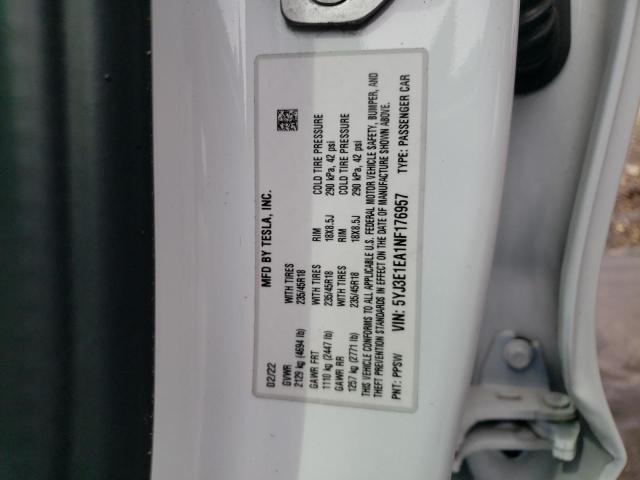 MFD BY TESLA, INC.
02/22
GVWR WITH TIRES RIM COLD TIRE PRESSURE
2129 kg (4694 lb) 235/45R18 18X8.5J 290 kPa, 42 psi
GAWR FRT WITH TIRES RIM COLD TIRE PRESSURE
1110 kg (2447 lb) 235/45R18 18X8.5J 290 kPa, 42 psi
GAWR RR
1257 kg (2771 lb) 235/45R18
THIS VEHICLE CONFORMS TO ALL APPLICABLE U.S. FEDERAL MOTOR VEHICLE SAFETY, BUMPER, AND
THEFT PREVENTION STANDARDS IN EFFECT ON THE DATE OF MANUFACTURE SHOWN ABOVE.
VIN: 5YJ3E1EA1NF176957 TYPE: PASSENGER CAR
PNT: PPSW